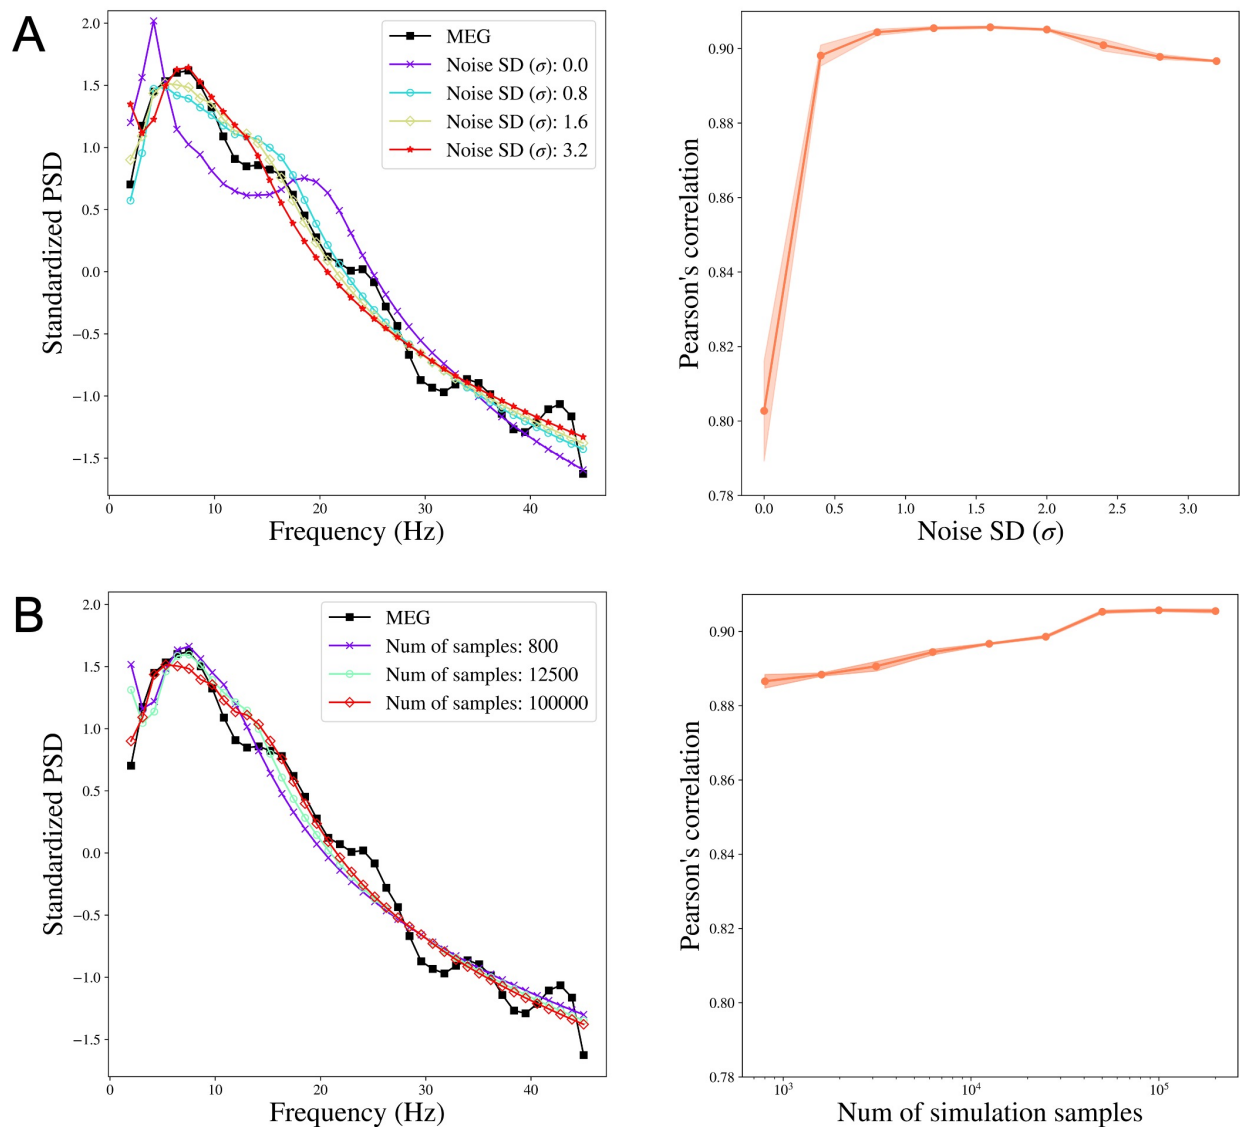 A
2.0
1.5
1.0
0.5
0.0
−0.5
−1.0
−1.5
Standardized PSD
MEG
Noise SD (σ): 0.0
Noise SD (σ): 0.8
Noise SD (σ): 1.6
Noise SD (σ): 3.2
0 10 20 30 40
Frequency (Hz)
0.90
0.88
0.86
0.84
0.82
0.80
0.78
Pearson's correlation
0.0 0.5 1.0 1.5 2.0 2.5 3.0
Noise SD (σ)
B
2.0
1.5
1.0
0.5
0.0
−0.5
−1.0
−1.5
Standardized PSD
MEG
Num of samples: 800
Num of samples: 12500
Num of samples: 100000
0 10 20 30 40
Frequency (Hz)
0.90
0.88
0.86
0.84
0.82
0.80
0.78
Pearson's correlation
10³ 10⁴ 10⁵
Num of simulation samples